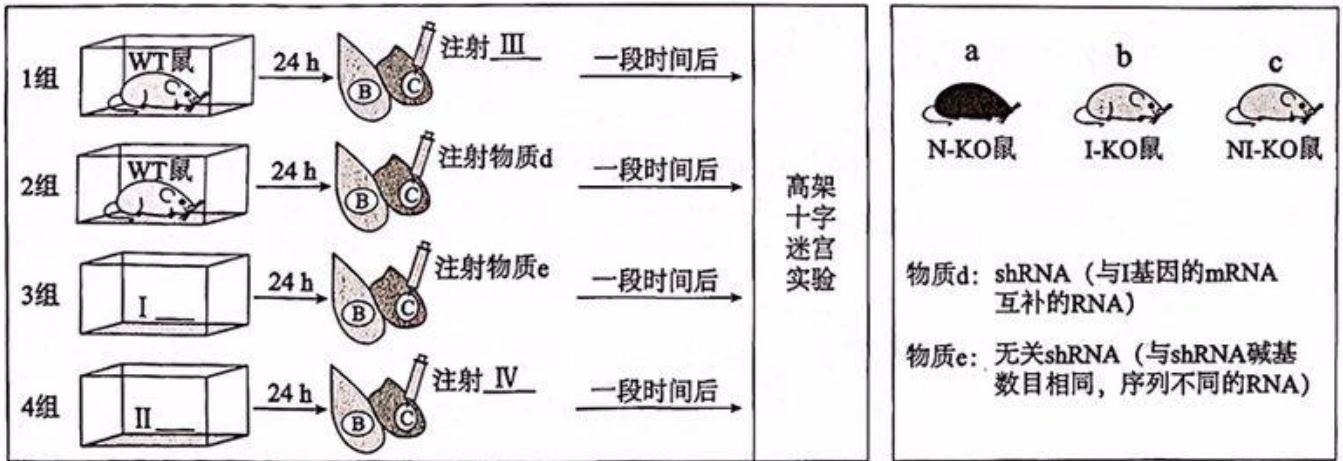 1组
WT鼠
24 h
B
C
注射 III
一段时间后
2组
WT鼠
24 h
B
C
注射物质d
一段时间后
3组
I
24 h
B
C
注射物质e
一段时间后
4组
II
24 h
B
C
注射 IV
一段时间后
高架
十字
迷宫
实验
a
b
c
N-KO鼠
I-KO鼠
NI-KO鼠
物质d：shRNA（与I基因的mRNA
互补的RNA）
物质e：无关shRNA（与shRNA碱基
数目相同，序列不同的RNA）